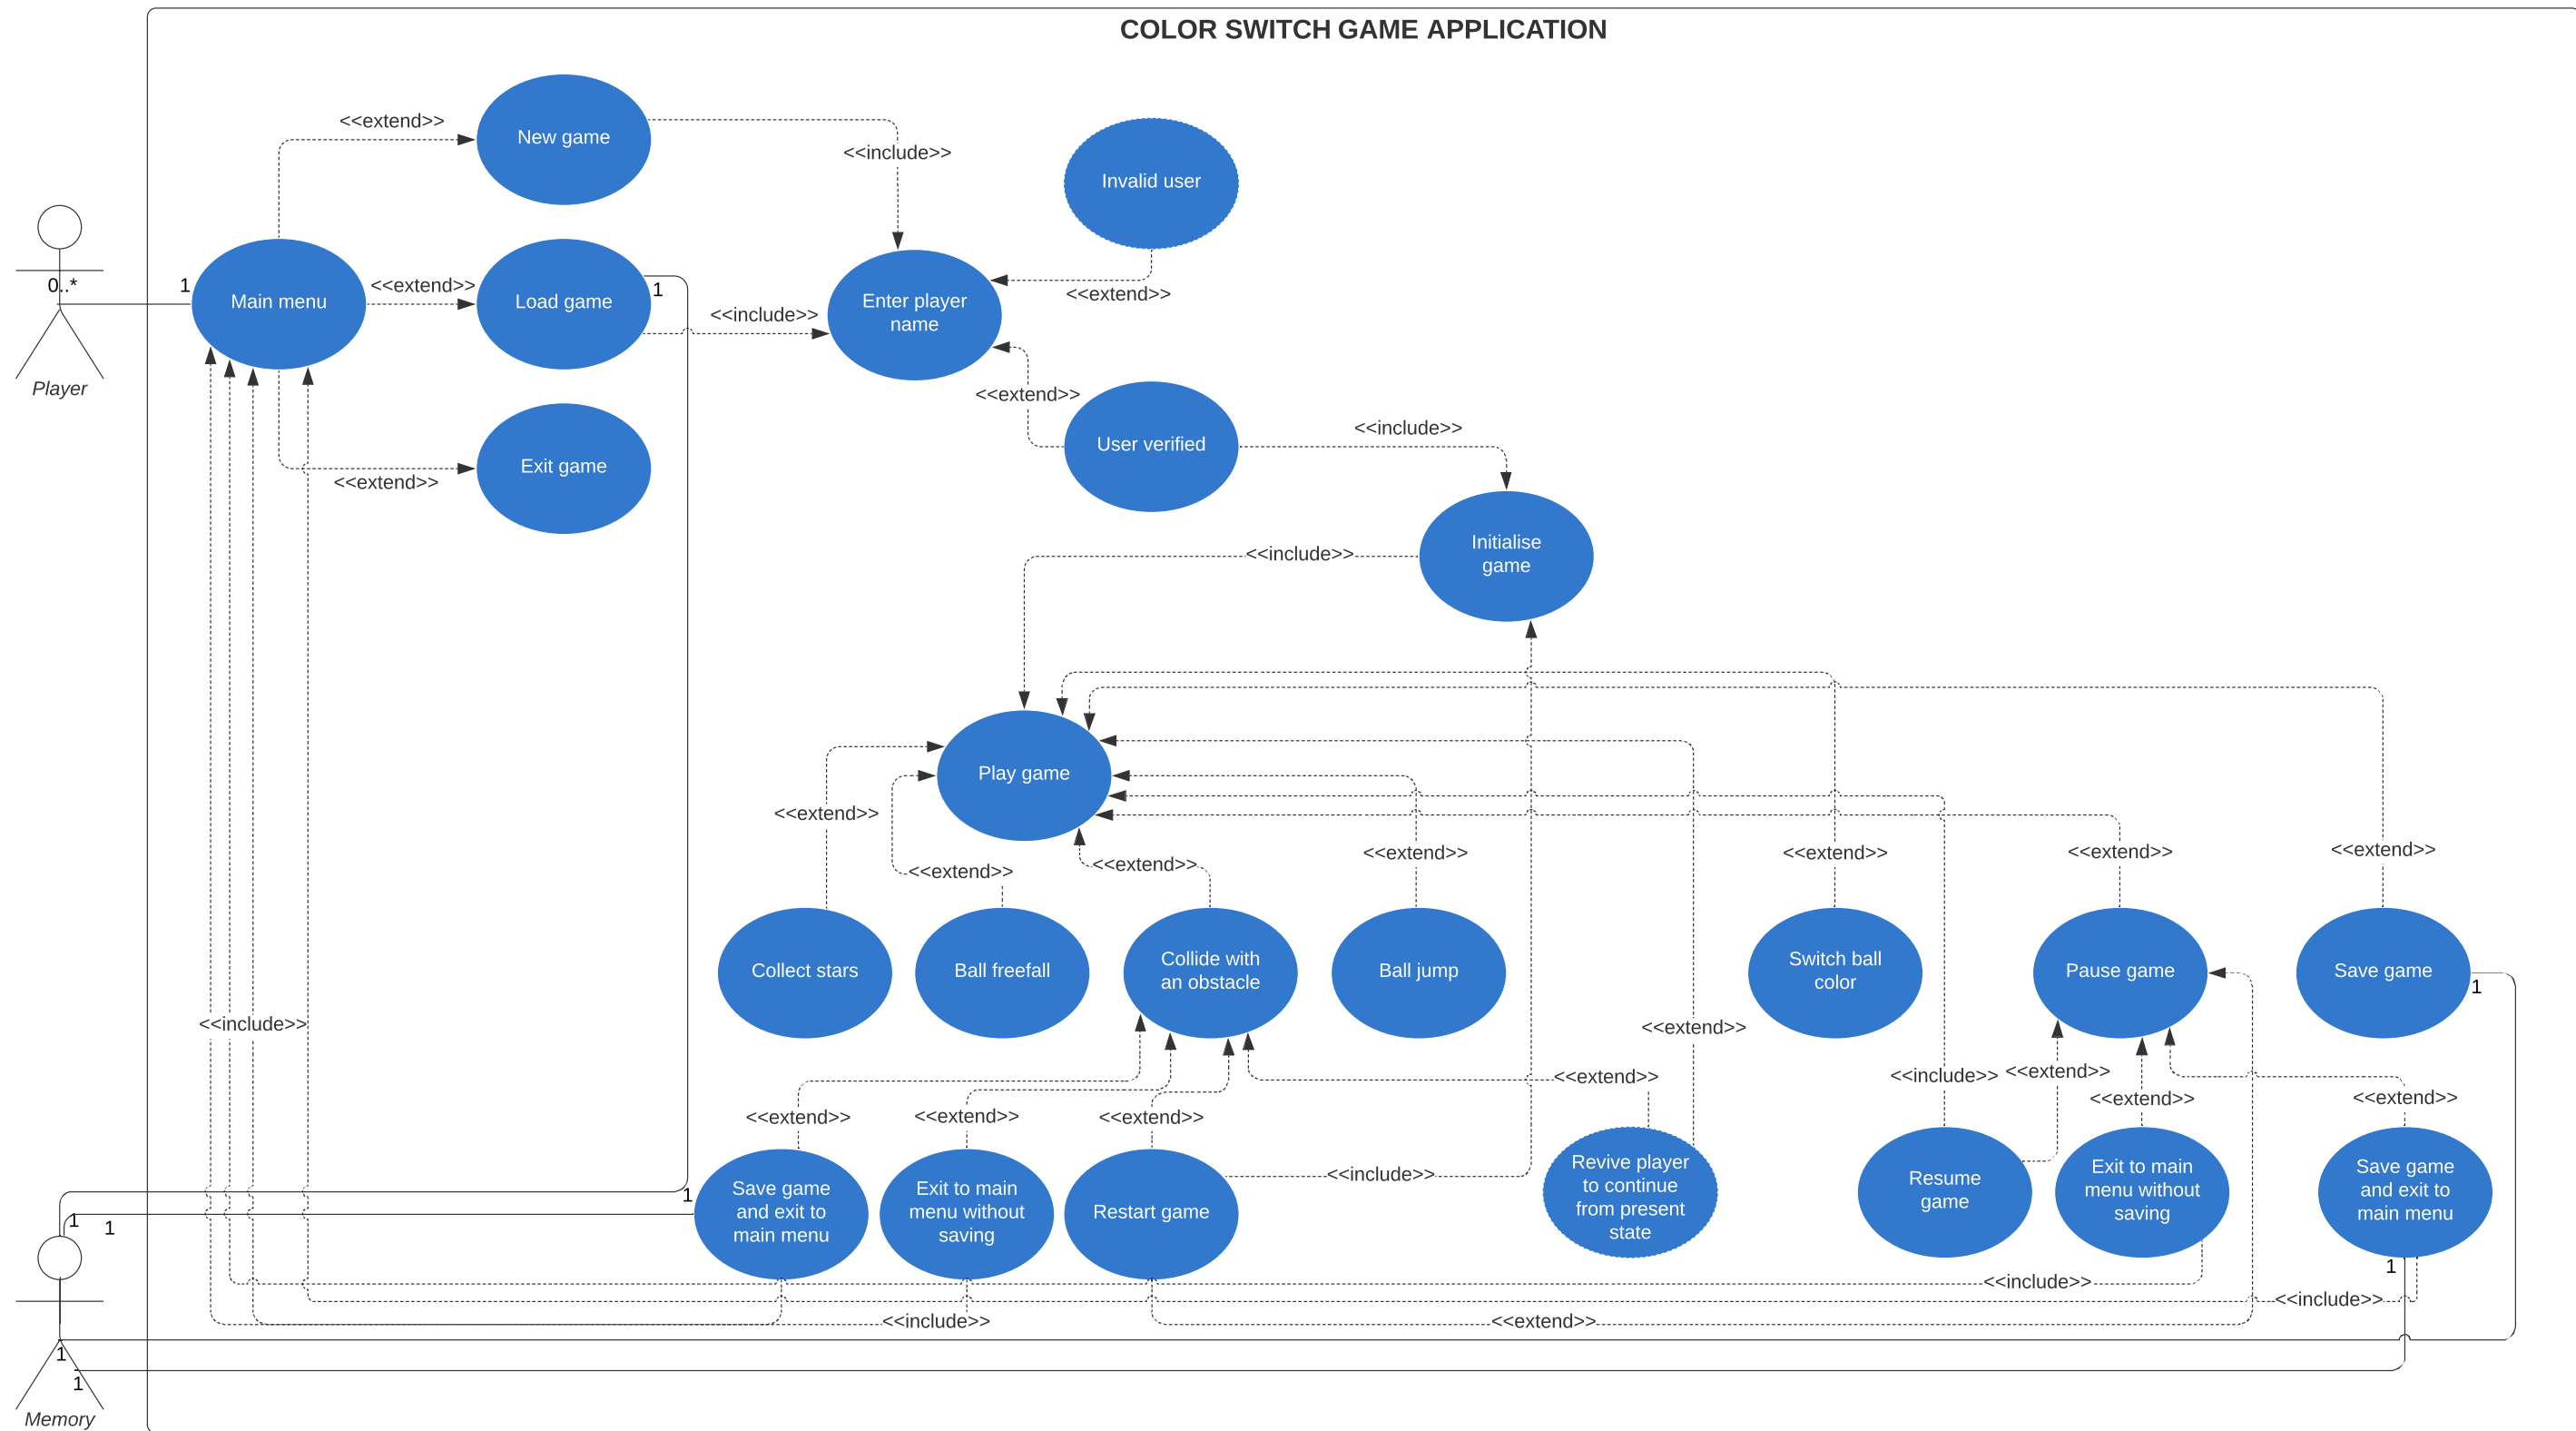 COLOR SWITCH GAME APPLICATION
<<extend>>
New game
<<include>>
Invalid user
0..*
1
Main menu
<<extend>>
Load game
1
<<include>>
Enter player
name
<<extend>>
Player
<<extend>>
User verified
<<include>>
Exit game
<<extend>>
Initialise
game
<<include>>
Play game
<<extend>>
<<extend>>
<<extend>>
<<extend>>
<<extend>>
<<extend>>
<<extend>>
Collect stars
Ball freefall
Collide with
an obstacle
Ball jump
Switch ball
color
Pause game
Save game
1
<<include>>
<<extend>>
<<extend>>
<<extend>>
<<extend>>
<<extend>>
<<include>>
<<extend>>
<<extend>>
<<extend>>
1
Save game
and exit to
main menu
Exit to main
menu without
saving
Restart game
<<include>>
Revive player
to continue
from present
state
Resume
game
Exit to main
menu without
saving
Save game
and exit to
main menu
1
1
1
<<include>>
<<include>>
<<include>>
<<extend>>
1
1
Memory